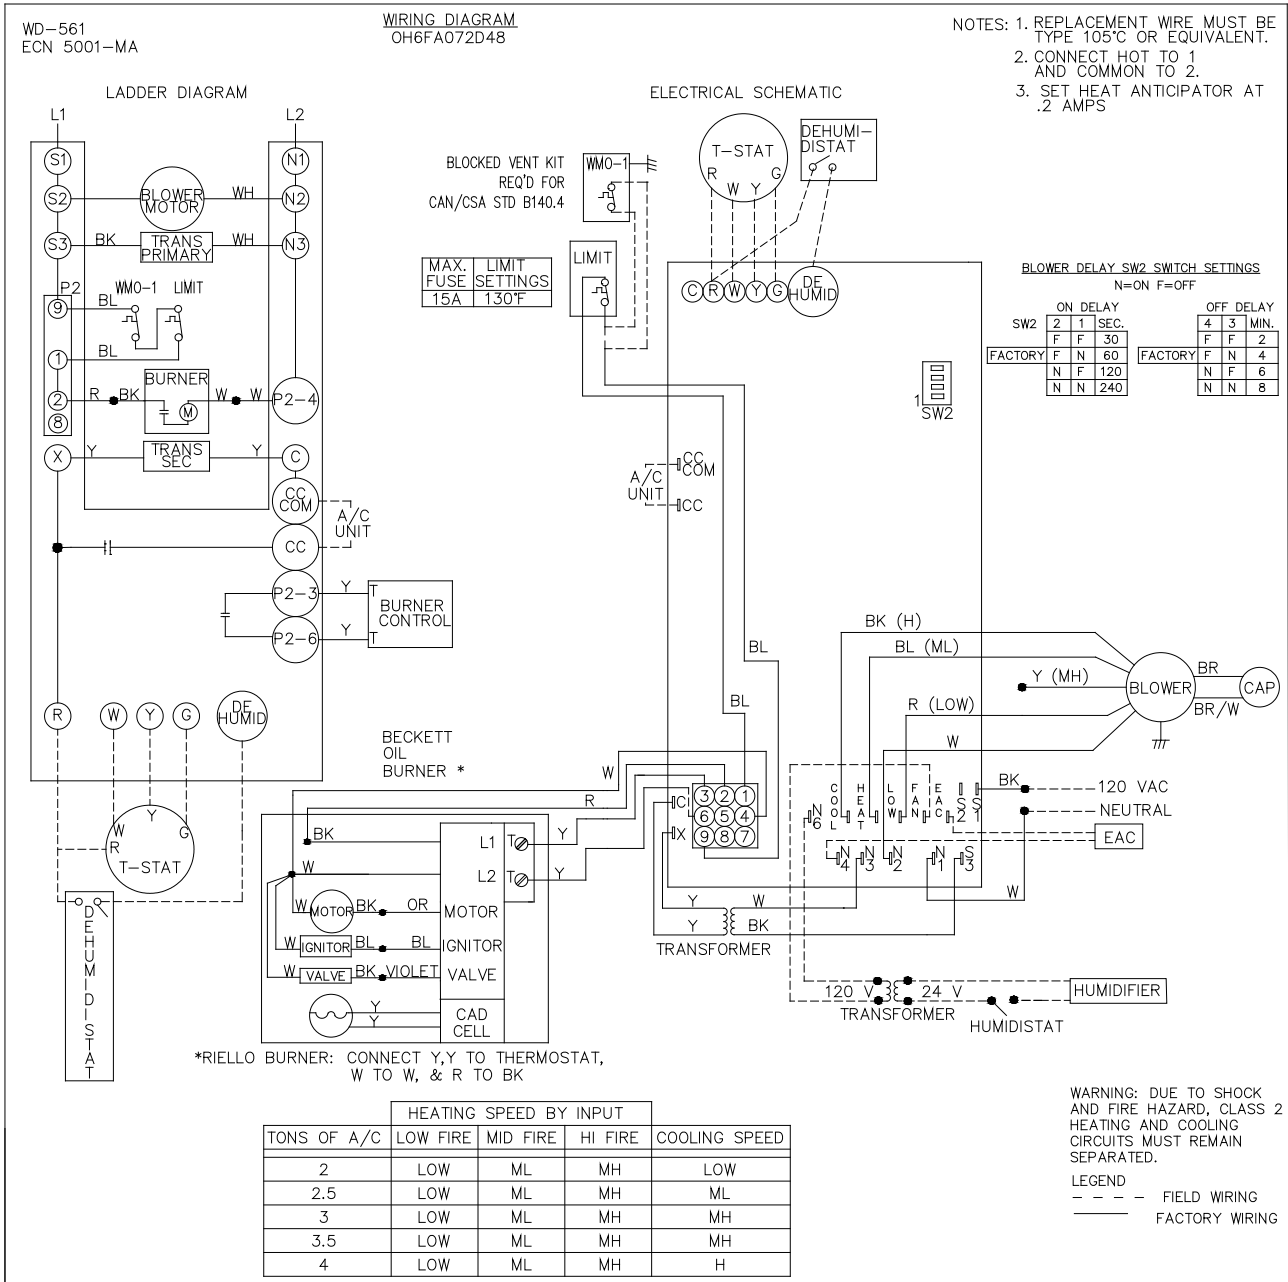 WD-561
ECN 5001-MA
WIRING DIAGRAM
OH6FA072D48
NOTES: 1. REPLACEMENT WIRE MUST BE
TYPE 105°C OR EQUIVALENT.
2. CONNECT HOT TO 1
AND COMMON TO 2.
3. SET HEAT ANTICIPATOR AT
.2 AMPS
LADDER DIAGRAM
L1
L2
S1
N1
S2
BLOWER
MOTOR
WH
N2
S3
BK
TRANS
PRIMARY
WH
N3
P2
WMO-1
LIMIT
9
BL
1
BL
BURNER
2
R
BK
M
W
W
P2-4
8
X
Y
TRANS
SEC
Y
C
CC
COM
A/C
UNIT
CC
P2-3
Y
T
BURNER
CONTROL
P2-6
Y
T
R
W
Y
G
DE
HUMID
W
R
Y
G
T-STAT
DEHUMIDISTAT
ELECTRICAL SCHEMATIC
BLOCKED VENT KIT
REQ'D FOR
CAN/CSA STD B140.4
WMO-1
T-STAT
R
W
Y
G
DEHUMI-
DISTAT
MAX.
FUSE
LIMIT
SETTINGS
15A
130°F
LIMIT
C
R
W
Y
G
DE
HUMID
BLOWER DELAY SW2 SWITCH SETTINGS
N=ON F=OFF
ON DELAY
SW2 2 1 SEC.
F F 30
FACTORY F N 60
N F 120
N N 240
OFF DELAY
4 3 MIN.
F F 2
FACTORY F N 4
N F 6
N N 8
1
SW2
CC
COM
A/C
UNIT
CC
BL
BL
BK (H)
BL (ML)
Y (MH)
R (LOW)
W
BLOWER
BR
BR/W
CAP
BECKETT
OIL
BURNER *
W
R
C
X
3 2 1
6 5 4
9 8 7
N6
COOL
HEAT
LOW
FAN
EAC
S2
S1
N4
N3
N2
N1
S3
BK
120 VAC
NEUTRAL
EAC
W
BK
L1
T
Y
W
L2
T
Y
W
MOTOR
BK
OR
MOTOR
W
IGNITOR
BL
BL
IGNITOR
W
VALVE
BK
VIOLET
VALVE
Y
Y
CAD
CELL
Y
W
Y
BK
TRANSFORMER
120 V
24 V
TRANSFORMER
HUMIDIFIER
HUMIDISTAT
*RIELLO BURNER: CONNECT Y,Y TO THERMOSTAT,
W TO W, & R TO BK
HEATING SPEED BY INPUT
TONS OF A/C LOW FIRE MID FIRE HI FIRE COOLING SPEED
2 LOW ML MH LOW
2.5 LOW ML MH ML
3 LOW ML MH MH
3.5 LOW ML MH MH
4 LOW ML MH H
WARNING: DUE TO SHOCK
AND FIRE HAZARD, CLASS 2
HEATING AND COOLING
CIRCUITS MUST REMAIN
SEPARATED.
LEGEND
FIELD WIRING
FACTORY WIRING